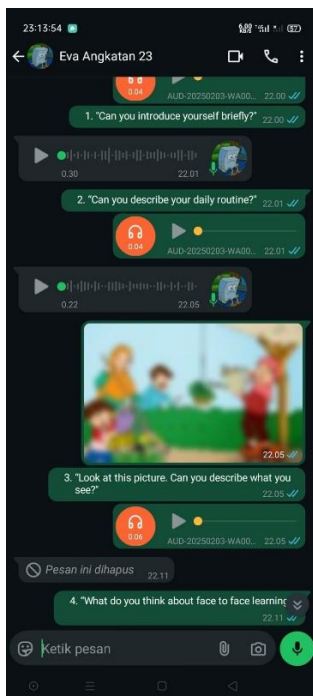 23:13:54
Eva Angkatan 23
0.04
AUD-20250203-WA00... 22.00
1. "Can you introduce yourself briefly?" 22.00
0.30 22.01
2. "Can you describe your daily routine?" 22.01
0.04
AUD-20250203-WA00... 22.01
0.22 22.05
22.05
3. "Look at this picture. Can you describe what you
see?" 22.05
0.06
AUD-20250203-WA00... 22.05
Pesan ini dihapus 22.11
4. "What do you think about face to face learning
22.11
Ketik pesan